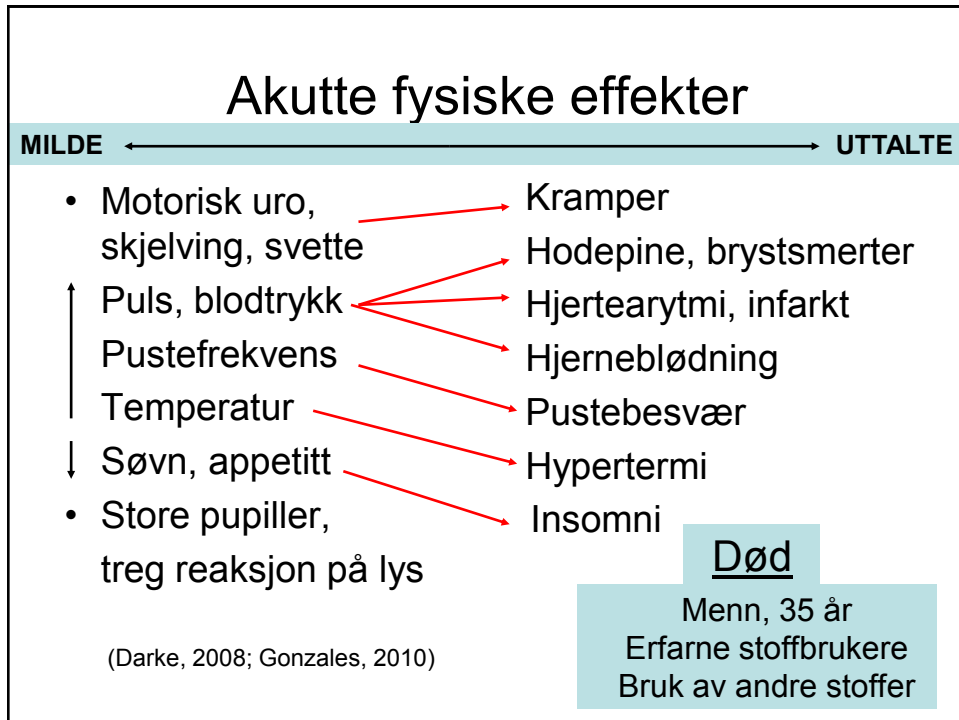 Akutte fysiske effekter
MILDE
UTTALTE
• Motorisk uro,
skjelving, svette
Puls, blodtrykk
Pustefrekvens
Temperatur
Søvn, appetitt
• Store pupiller,
treg reaksjon på lys
Kramper
Hodepine, brystsmerter
Hjertearytmi, infarkt
Hjerneblødning
Pustebesvær
Hypertermi
Insomni
Død
Menn, 35 år
Erfarne stoffbrukere
Bruk av andre stoffer
(Darke, 2008; Gonzales, 2010)